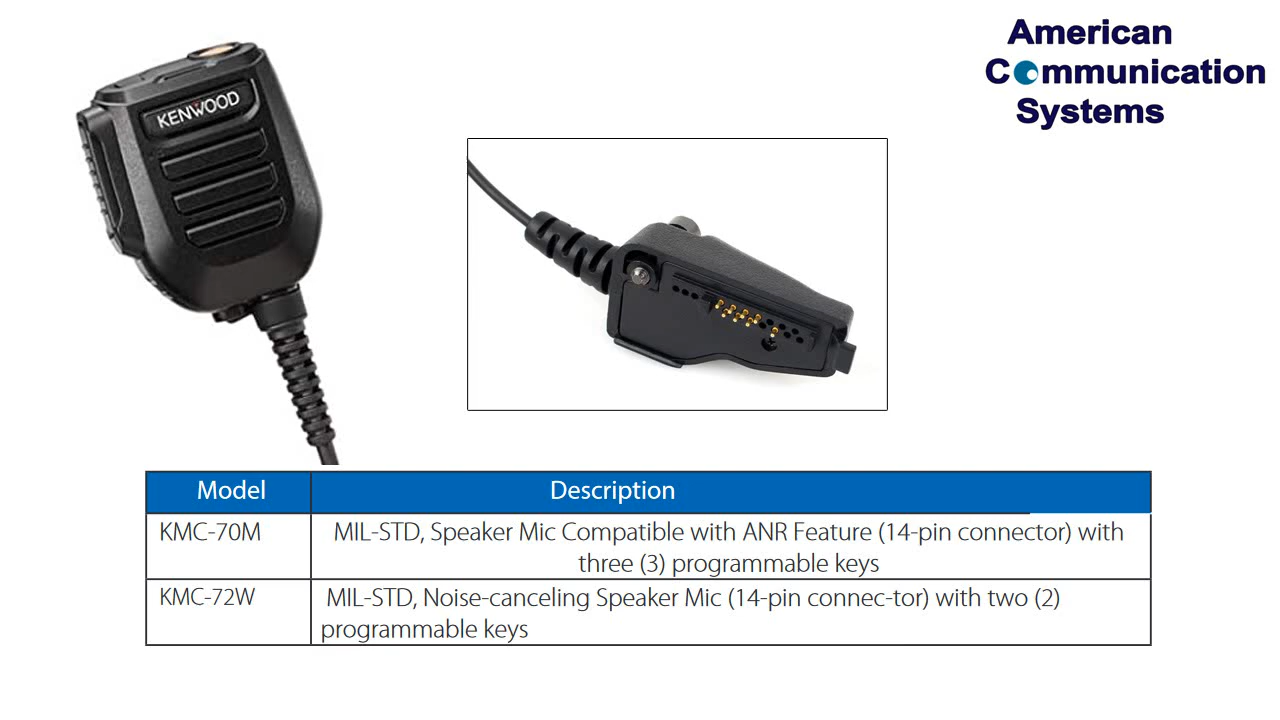 American
Communication
Systems
KENWOOD
Model Description
KMC-70M MIL-STD, Speaker Mic Compatible with ANR Feature (14-pin connector) with
three (3) programmable keys
KMC-72W MIL-STD, Noise-canceling Speaker Mic (14-pin connec-tor) with two (2)
programmable keys